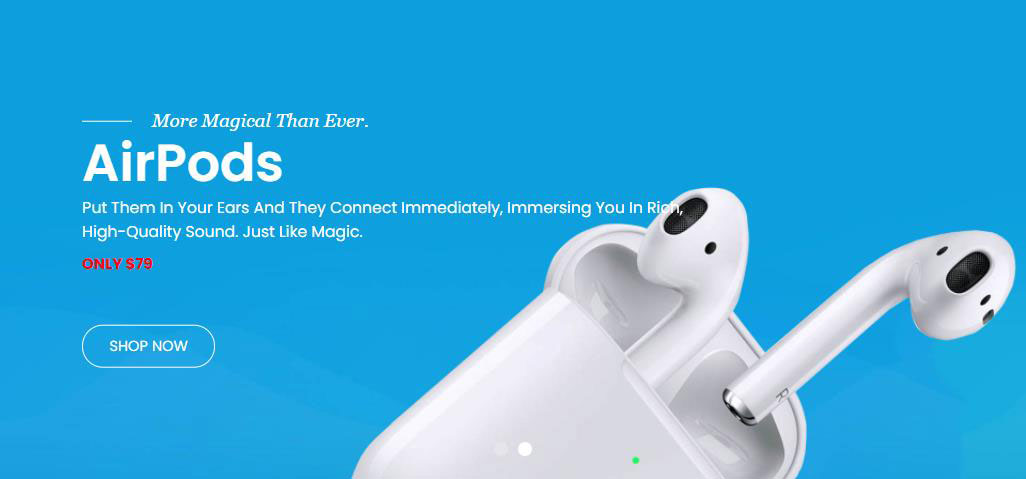 More Magical Than Ever.
AirPods
Put Them In Your Ears And They Connect Immediately, Immersing You In Rich,
High-Quality Sound. Just Like Magic.
ONLY $79
SHOP NOW
R